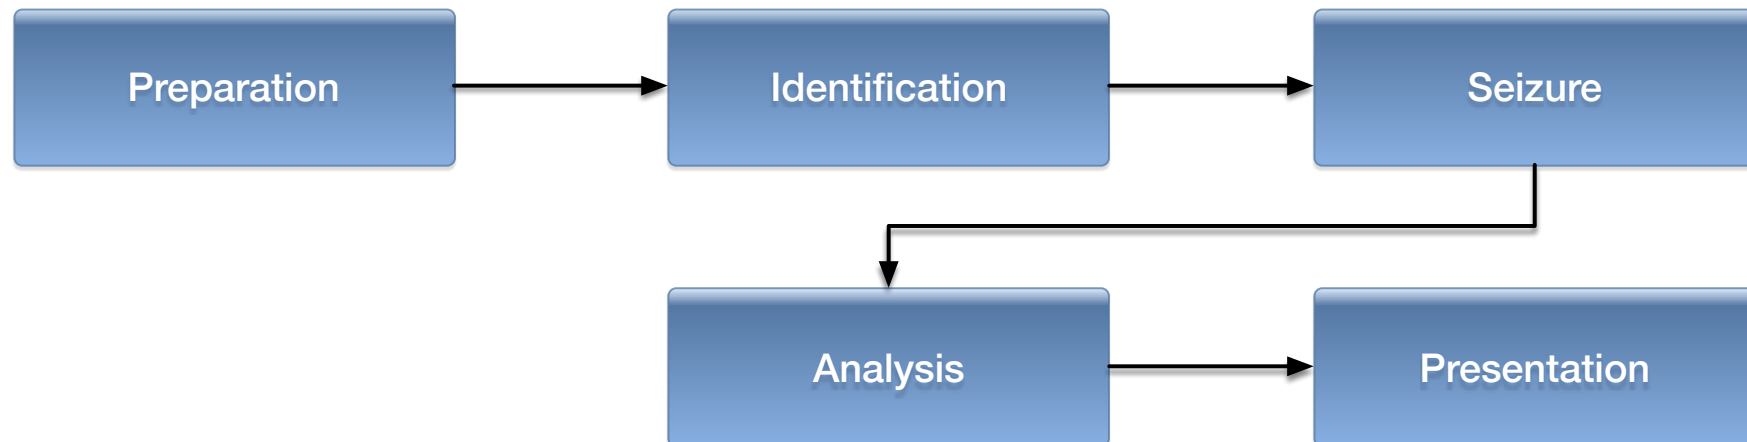 Preparation
Identification
Seizure
Analysis
Presentation